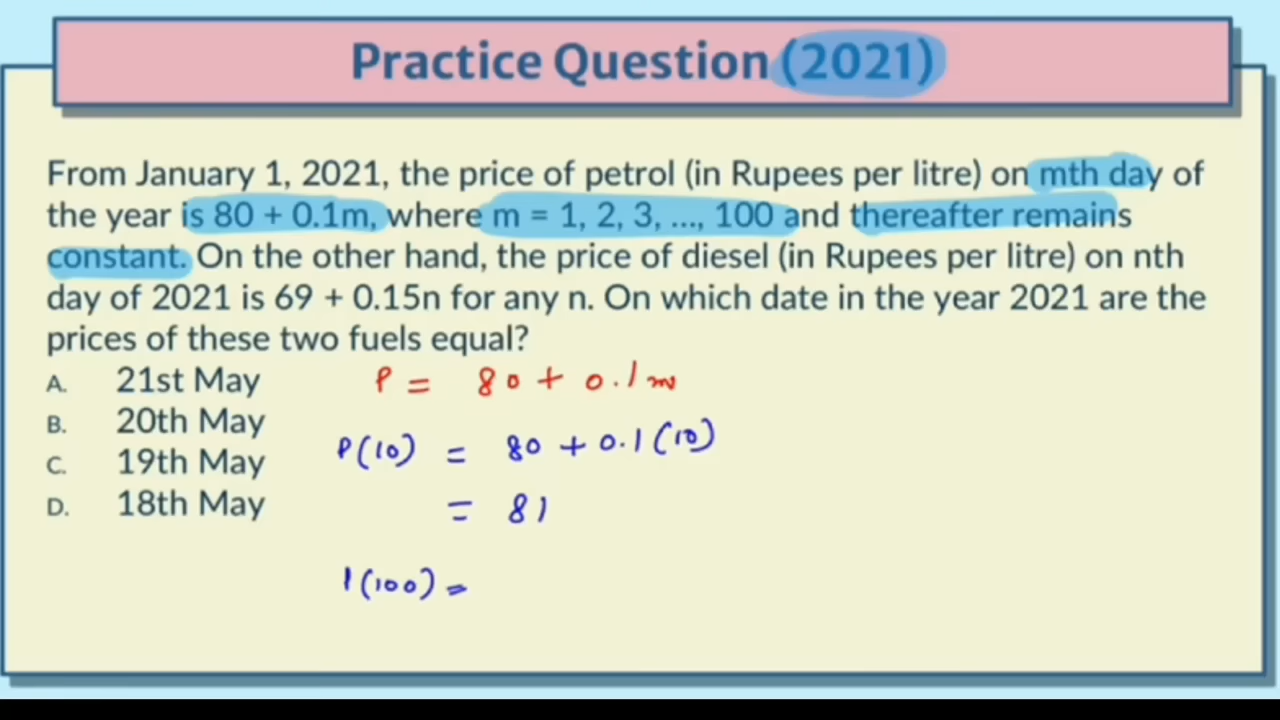 Practice Question (2021)
From January 1, 2021, the price of petrol (in Rupees per litre) on mth day of
the year is 80 + 0.1m, where m = 1, 2, 3, ..., 100 and thereafter remains
constant. On the other hand, the price of diesel (in Rupees per litre) on nth
day of 2021 is 69 + 0.15n for any n. On which date in the year 2021 are the
prices of these two fuels equal?
A. 21st May
B. 20th May
C. 19th May
D. 18th May
P = 80 + 0.1m
P(10) = 80 + 0.1(10)
= 81
P(100) =